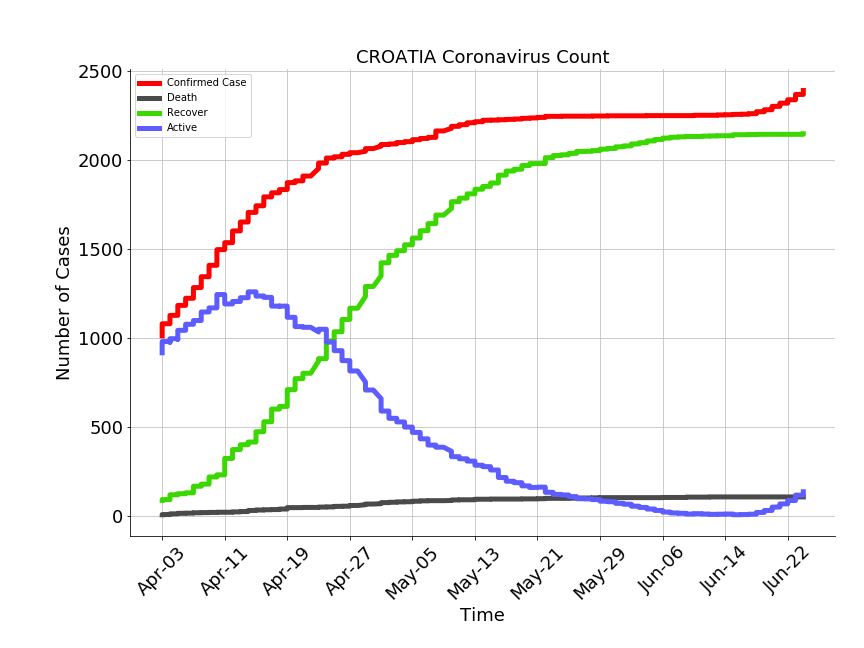 CROATIA Coronavirus Count
Confirmed Case
Death
Recover
Active
2500
2000
1500
1000
500
0
Number of Cases
Apr-03
Apr-11
Apr-19
Apr-27
May-05
May-13
May-21
May-29
Jun-06
Jun-14
Jun-22
Time